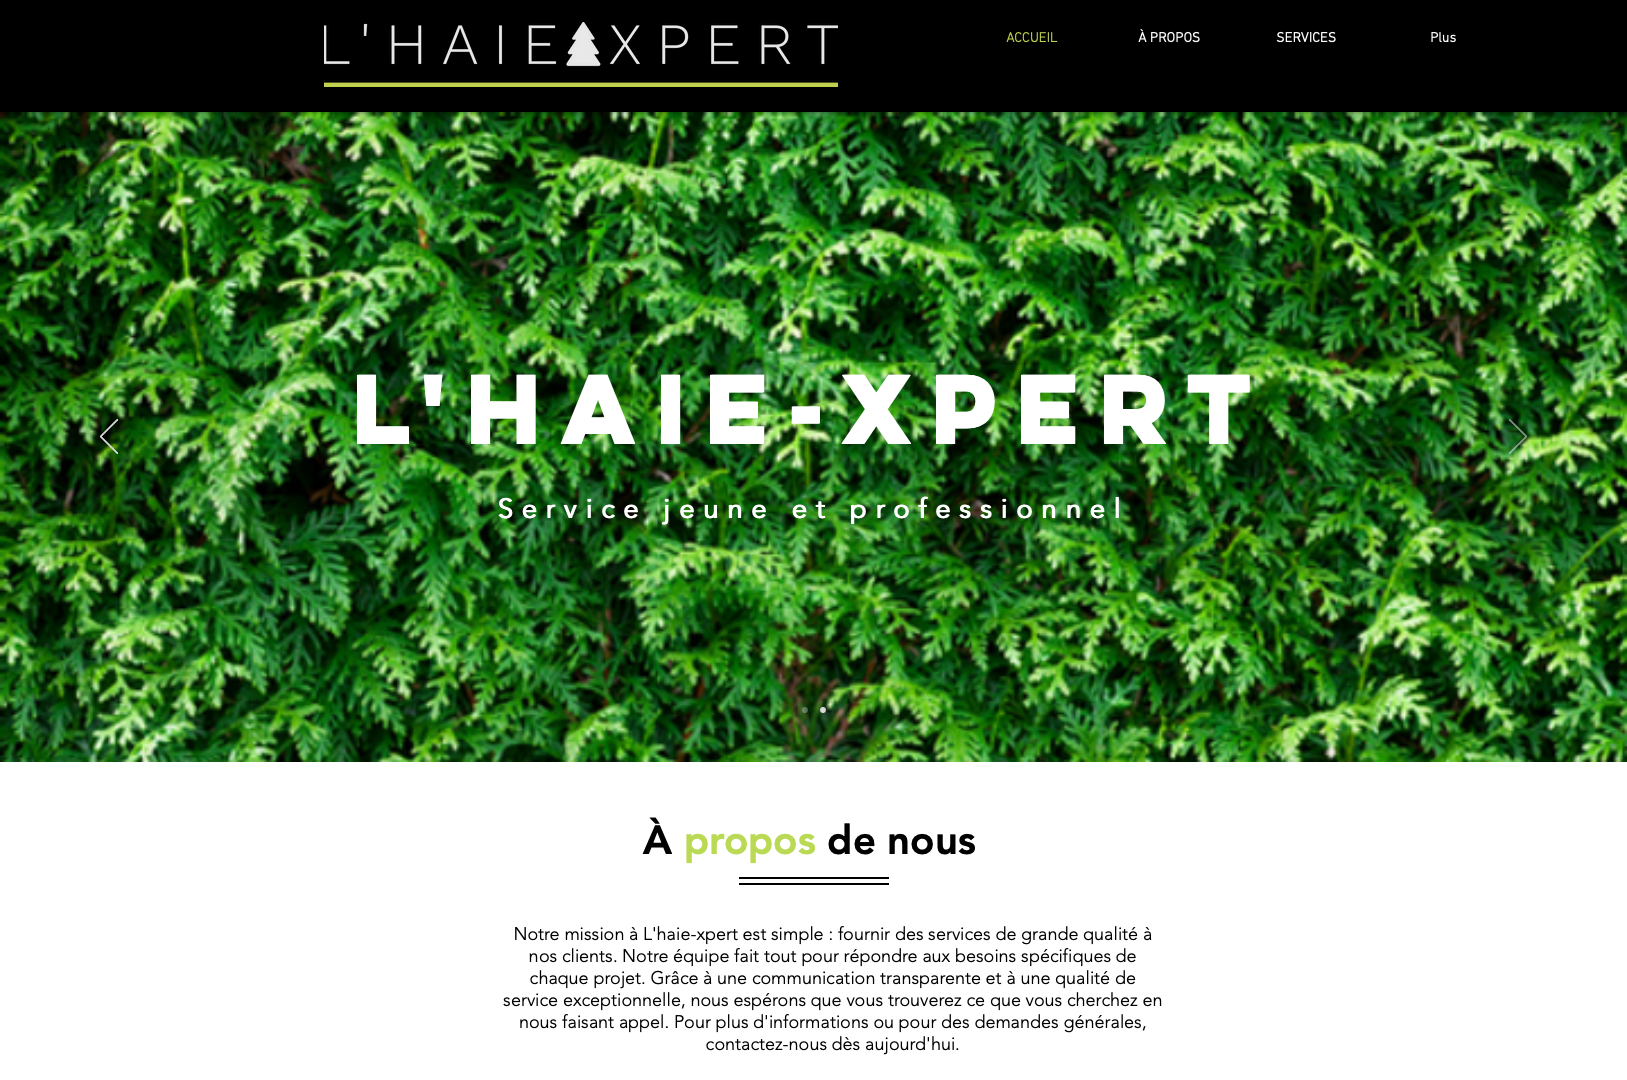 L'HAIE XPERT
ACCUEIL
À PROPOS
SERVICES
Plus
L'HAIE-XPERT
Service jeune et professionnel
À propos de nous
Notre mission à L'haie-xpert est simple : fournir des services de grande qualité à
nos clients. Notre équipe fait tout pour répondre aux besoins spécifiques de
chaque projet. Grâce à une communication transparente et à une qualité de
service exceptionnelle, nous espérons que vous trouverez ce que vous cherchez en
nous faisant appel. Pour plus d'informations ou pour des demandes générales,
contactez-nous dès aujourd'hui.